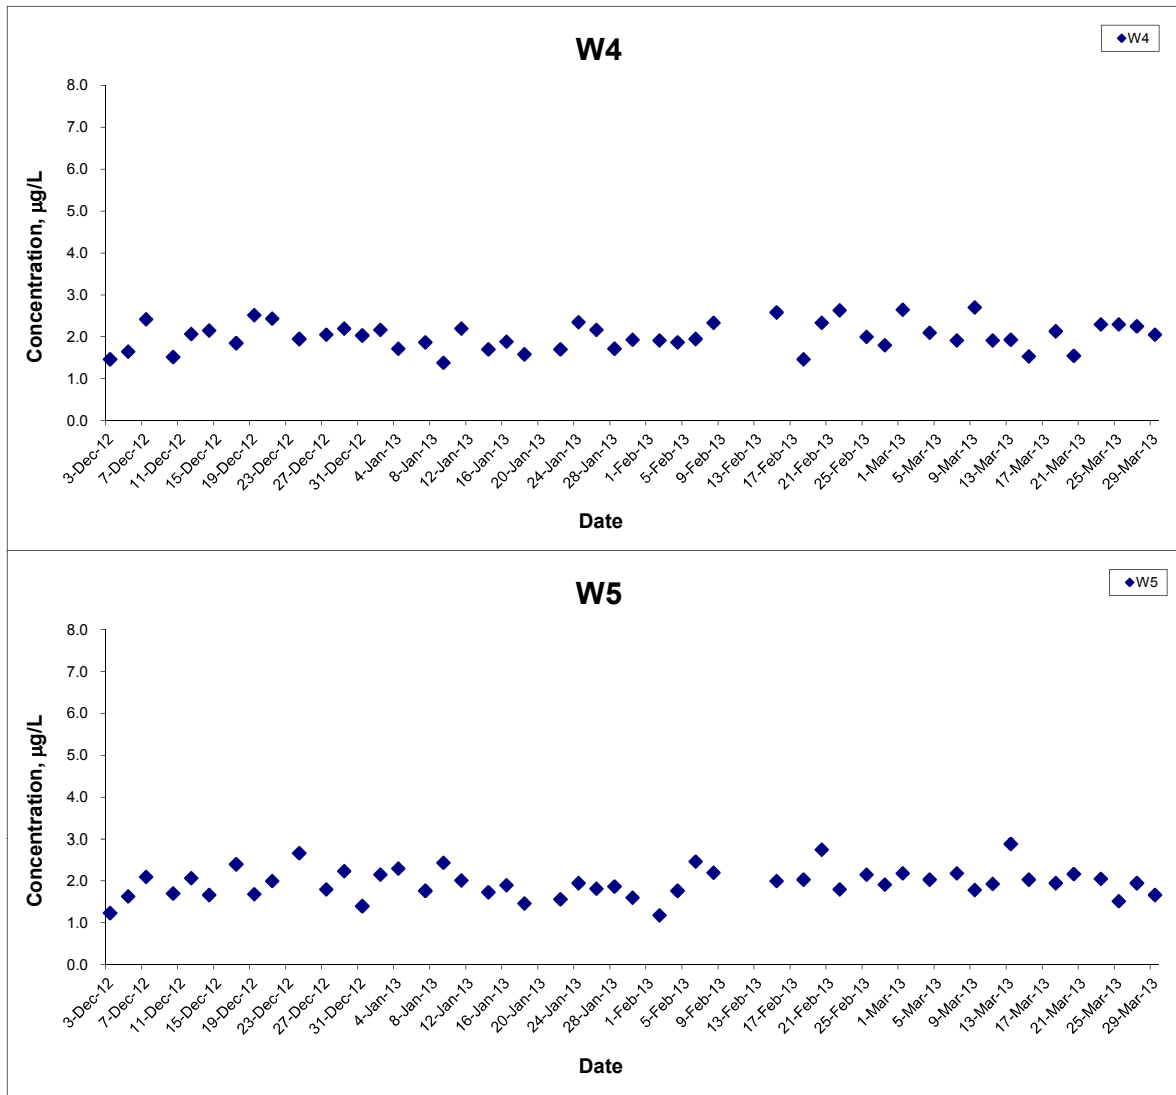 W4
W4
8.0
7.0
6.0
5.0
4.0
3.0
2.0
1.0
0.0
Concentration, µg/L
3-Dec-12
7-Dec-12
11-Dec-12
15-Dec-12
19-Dec-12
23-Dec-12
27-Dec-12
31-Dec-12
4-Jan-13
8-Jan-13
12-Jan-13
16-Jan-13
20-Jan-13
24-Jan-13
28-Jan-13
1-Feb-13
5-Feb-13
9-Feb-13
13-Feb-13
17-Feb-13
21-Feb-13
25-Feb-13
1-Mar-13
5-Mar-13
9-Mar-13
13-Mar-13
17-Mar-13
21-Mar-13
25-Mar-13
29-Mar-13
Date
W5
W5
8.0
7.0
6.0
5.0
4.0
3.0
2.0
1.0
0.0
Concentration, µg/L
3-Dec-12
7-Dec-12
11-Dec-12
15-Dec-12
19-Dec-12
23-Dec-12
27-Dec-12
31-Dec-12
4-Jan-13
8-Jan-13
12-Jan-13
16-Jan-13
20-Jan-13
24-Jan-13
28-Jan-13
1-Feb-13
5-Feb-13
9-Feb-13
13-Feb-13
17-Feb-13
21-Feb-13
25-Feb-13
1-Mar-13
5-Mar-13
9-Mar-13
13-Mar-13
17-Mar-13
21-Mar-13
25-Mar-13
29-Mar-13
Date